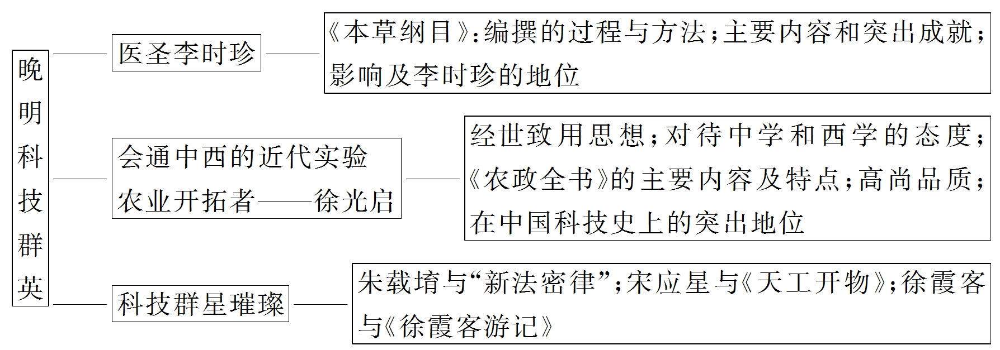 晚明科技群英
医圣李时珍
《本草纲目》:编撰的过程与方法;主要内容和突出成就;
影响及李时珍的地位
会通中西的近代实验
农业开拓者——徐光启
经世致用思想;对待中学和西学的态度;
《农政全书》的主要内容及特点;高尚品质;
在中国科技史上的突出地位
科技群星璀璨
朱载堉与“新法密律”;宋应星与《天工开物》;徐霞客
与《徐霞客游记》